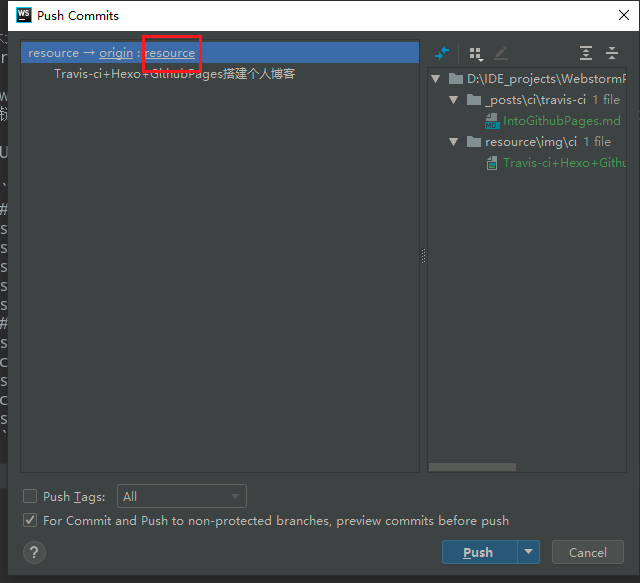 WS Push Commits
resource → origin : resource
Travis-ci+Hexo+GithubPages搭建个人博客
D:\IDE_projects\WebstormP
_posts\ci\travis-ci 1 file
MD IntoGithubPages.md
resource\img\ci 1 file
Travis-ci+Hexo+Githu
Push Tags: All
For Commit and Push to non-protected branches, preview commits before push
?
Push
Cancel